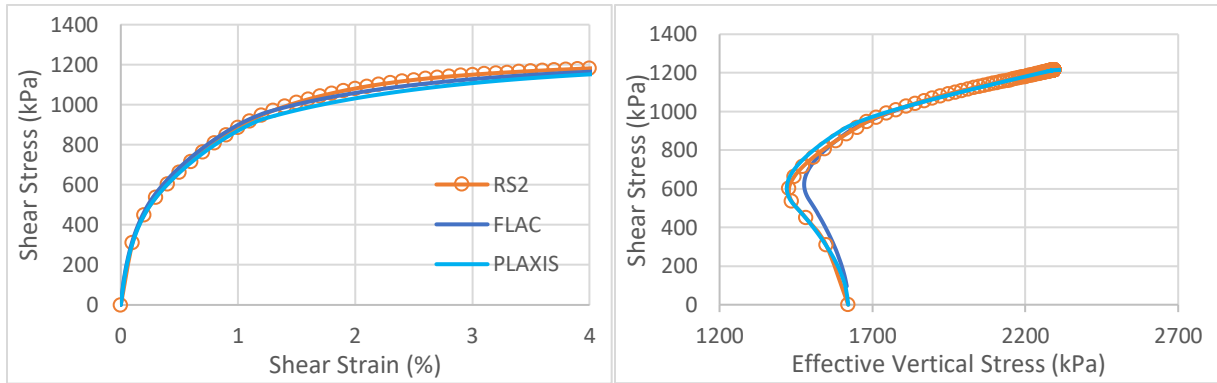 Shear Stress (kPa)
1400
1200
1000
800
600
400
200
0
0 1 2 3 4
Shear Strain (%)
RS2
FLAC
PLAXIS
Shear Stress (kPa)
1400
1200
1000
800
600
400
200
0
1200 1700 2200 2700
Effective Vertical Stress (kPa)